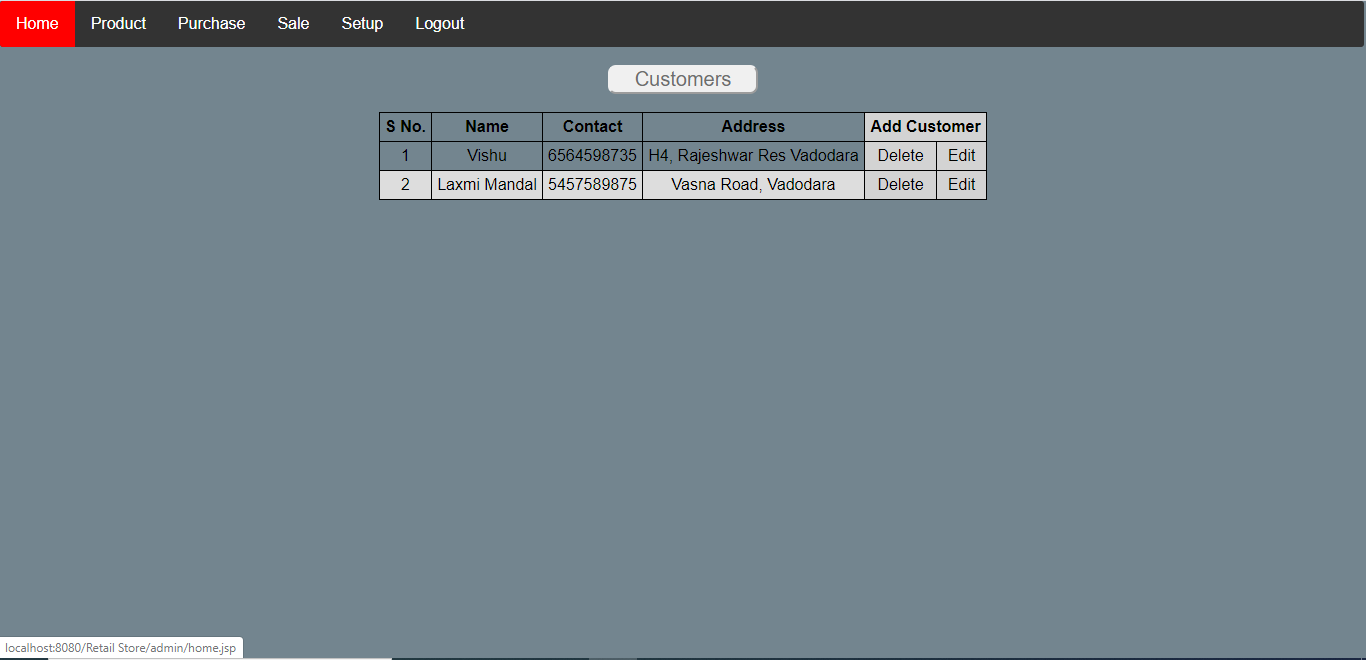 Home Product Purchase Sale Setup Logout
Customers
S No. Name Contact Address Add Customer
1 Vishu 6564598735 H4, Rajeshwar Res Vadodara Delete Edit
2 Laxmi Mandal 5457589875 Vasna Road, Vadodara Delete Edit
localhost:8080/Retail Store/admin/home.jsp